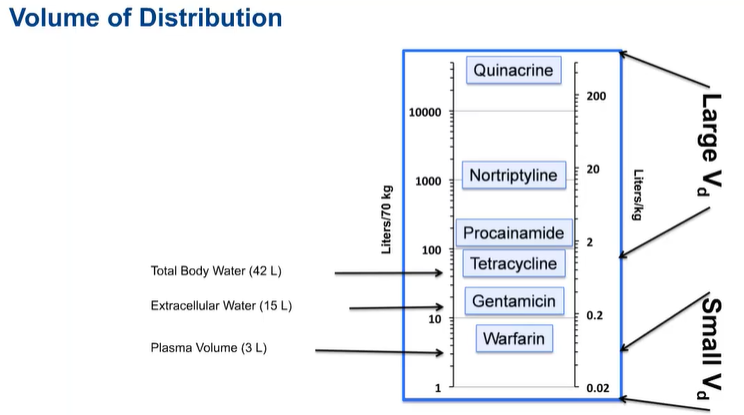 Volume of Distribution
Quinacrine
200
10000
Large Vd
20
1000
Nortriptyline
Liters/70 kg
Liters/kg
Procainamide
2
100
Tetracycline
Total Body Water (42 L)
Extracellular Water (15 L)
Gentamicin
0.2
10
Small Vd
Warfarin
Plasma Volume (3 L)
1
0.02